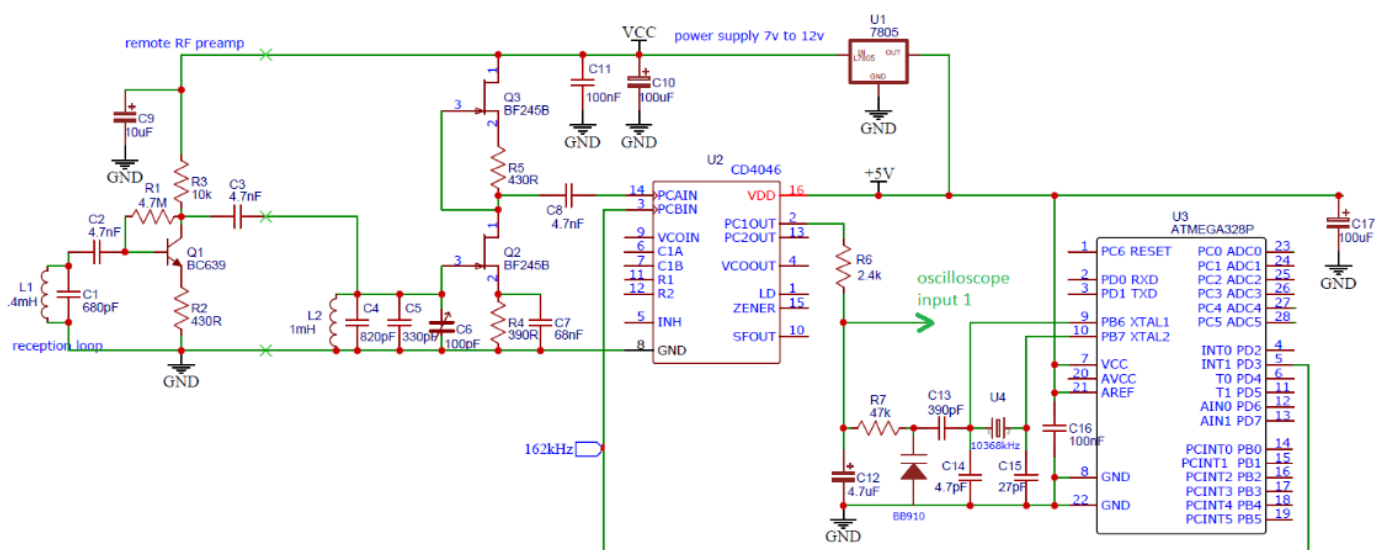 remote RF preamp
VCC
power supply 7v to 12v
U1
7805
IN
OUT
L7805
GND
GND
C11
100nF
GND
C10
100uF
GND
C9
10uF
GND
Q3
BF245B
1
3
2
R5
430R
R3
10k
R1
4.7M
C3
4.7nF
C2
4.7nF
Q1
BC639
L1
.4mH
C1
680pF
R2
430R
reception loop
GND
C8
4.7nF
1
3
2
Q2
BF245B
L2
1mH
C4
820pF
C5
330pF
C6
100pF
R4
390R
C7
68nF
U2
CD4046
14 PCAIN
3 PCBIN
9 VCOIN
6 C1A
7 C1B
11 R1
12 R2
5 INH
8 GND
VDD 16
PC1OUT 2
PC2OUT 13
VCOOUT 4
LD 1
ZENER 15
SFOUT 10
+5V
R6
2.4k
oscilloscope
input 1
162kHz
R7
47k
C13
390pF
U4
10368kHz
C12
4.7uF
GND
BB910
C14
4.7pF
C15
27pF
C16
100nF
C17
100uF
GND
U3
ATMEGA328P
1 PC6 RESET
2 PD0 RXD
3 PD1 TXD
9 PB6 XTAL1
10 PB7 XTAL2
7 VCC
20 AVCC
21 AREF
8 GND
22 GND
PC0 ADC0 23
PC1 ADC1 24
PC2 ADC2 25
PC3 ADC3 26
PC4 ADC4 27
PC5 ADC5 28
INT0 PD2 4
INT1 PD3 5
T0 PD4 6
T1 PD5 11
AIN0 PD6 12
AIN1 PD7 13
PCINT0 PB0 14
PCINT1 PB1 15
PCINT2 PB2 16
PCINT3 PB3 17
PCINT4 PB4 18
PCINT5 PB5 19